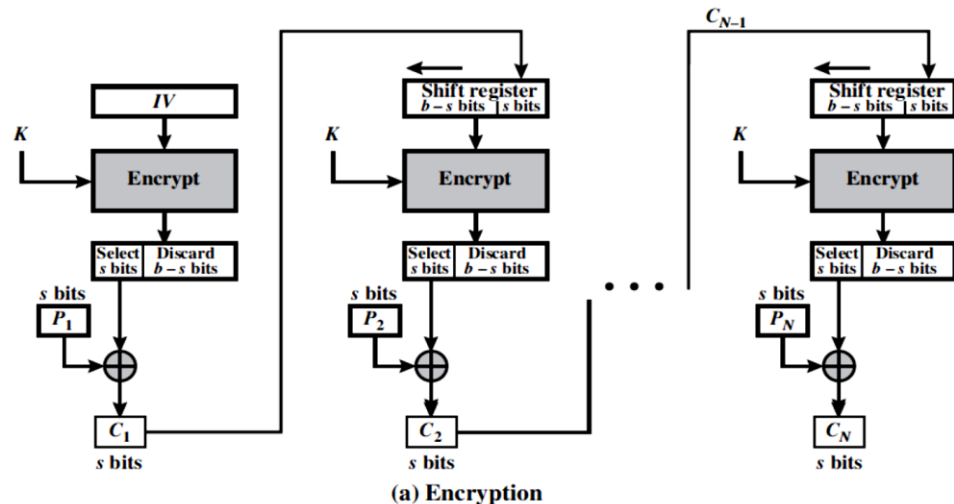 C_{N–1}
IV
K
Encrypt
Select
s bits
Discard
b – s bits
s bits
P_1
C_1
s bits
Shift register
b – s bits
s bits
K
Encrypt
Select
s bits
Discard
b – s bits
s bits
P_2
C_2
s bits
• • •
Shift register
b – s bits
s bits
K
Encrypt
Select
s bits
Discard
b – s bits
s bits
P_N
C_N
s bits
(a) Encryption